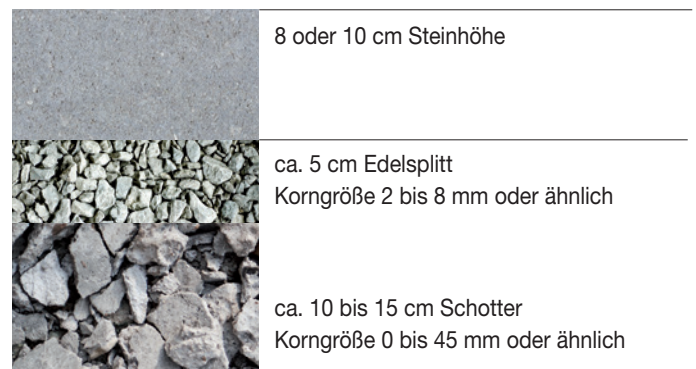 8 oder 10 cm Steinhöhe
ca. 5 cm Edelsplitt
Korngröße 2 bis 8 mm oder ähnlich
ca. 10 bis 15 cm Schotter
Korngröße 0 bis 45 mm oder ähnlich